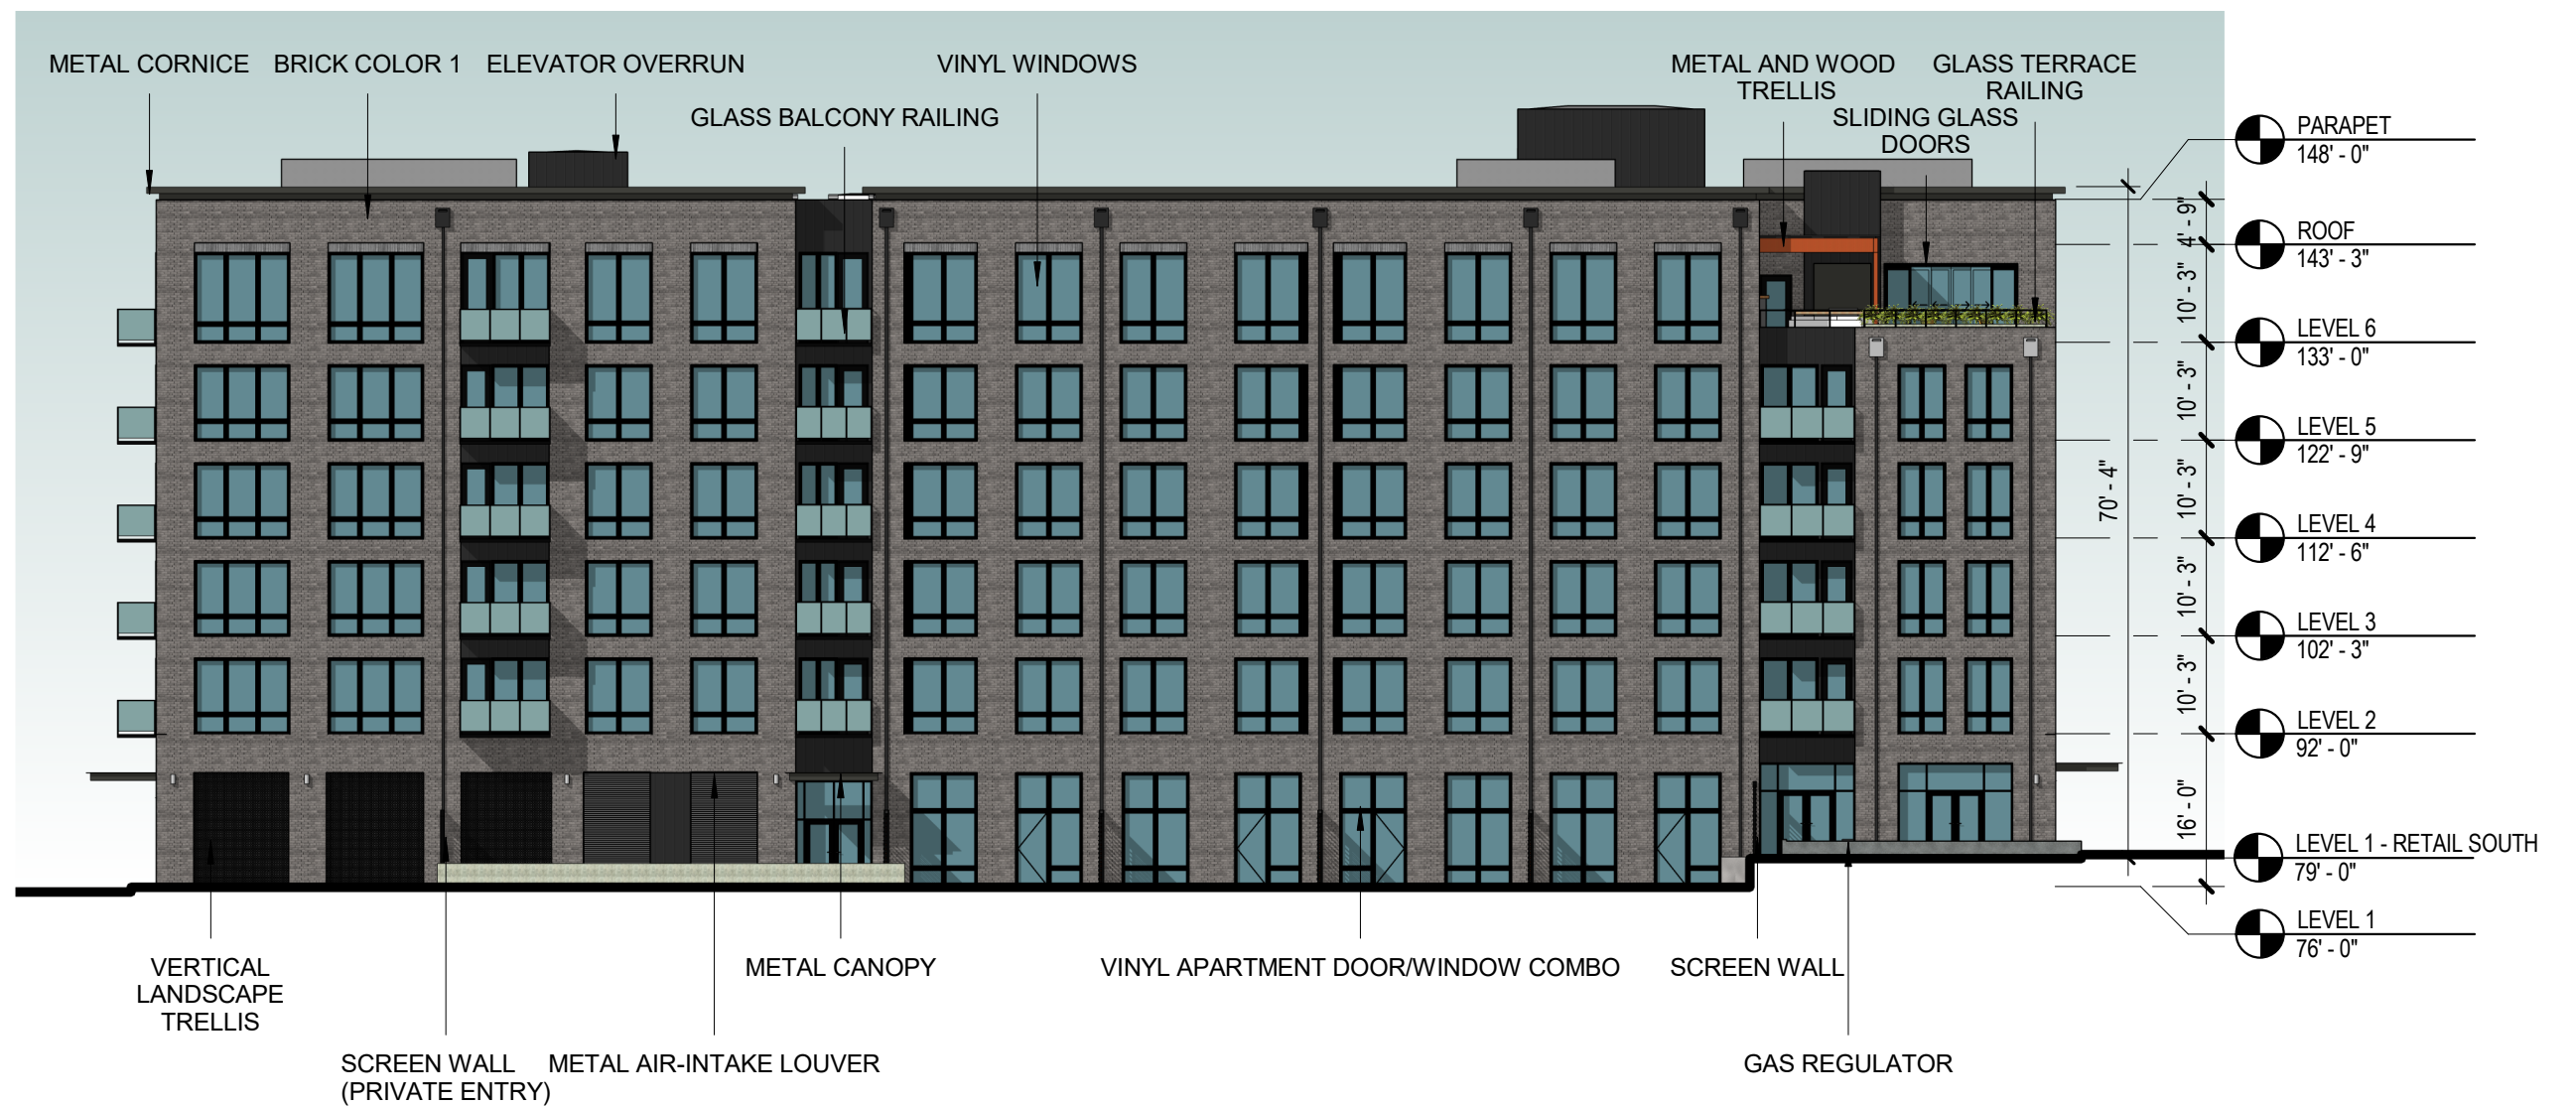 METAL CORNICE
BRICK COLOR 1
ELEVATOR OVERRUN
GLASS BALCONY RAILING
VINYL WINDOWS
METAL AND WOOD
TRELLIS
GLASS TERRACE
RAILING
SLIDING GLASS
DOORS
PARAPET
148' - 0"
ROOF
143' - 3"
LEVEL 6
133' - 0"
LEVEL 5
122' - 9"
LEVEL 4
112' - 6"
LEVEL 3
102' - 3"
LEVEL 2
92' - 0"
LEVEL 1 - RETAIL SOUTH
79' - 0"
LEVEL 1
76' - 0"
4' - 9"
10' - 3"
10' - 3"
10' - 3"
10' - 3"
10' - 3"
16' - 0"
70' - 4"
VERTICAL
LANDSCAPE
TRELLIS
SCREEN WALL
(PRIVATE ENTRY)
METAL AIR-INTAKE LOUVER
METAL CANOPY
VINYL APARTMENT DOOR/WINDOW COMBO
SCREEN WALL
GAS REGULATOR